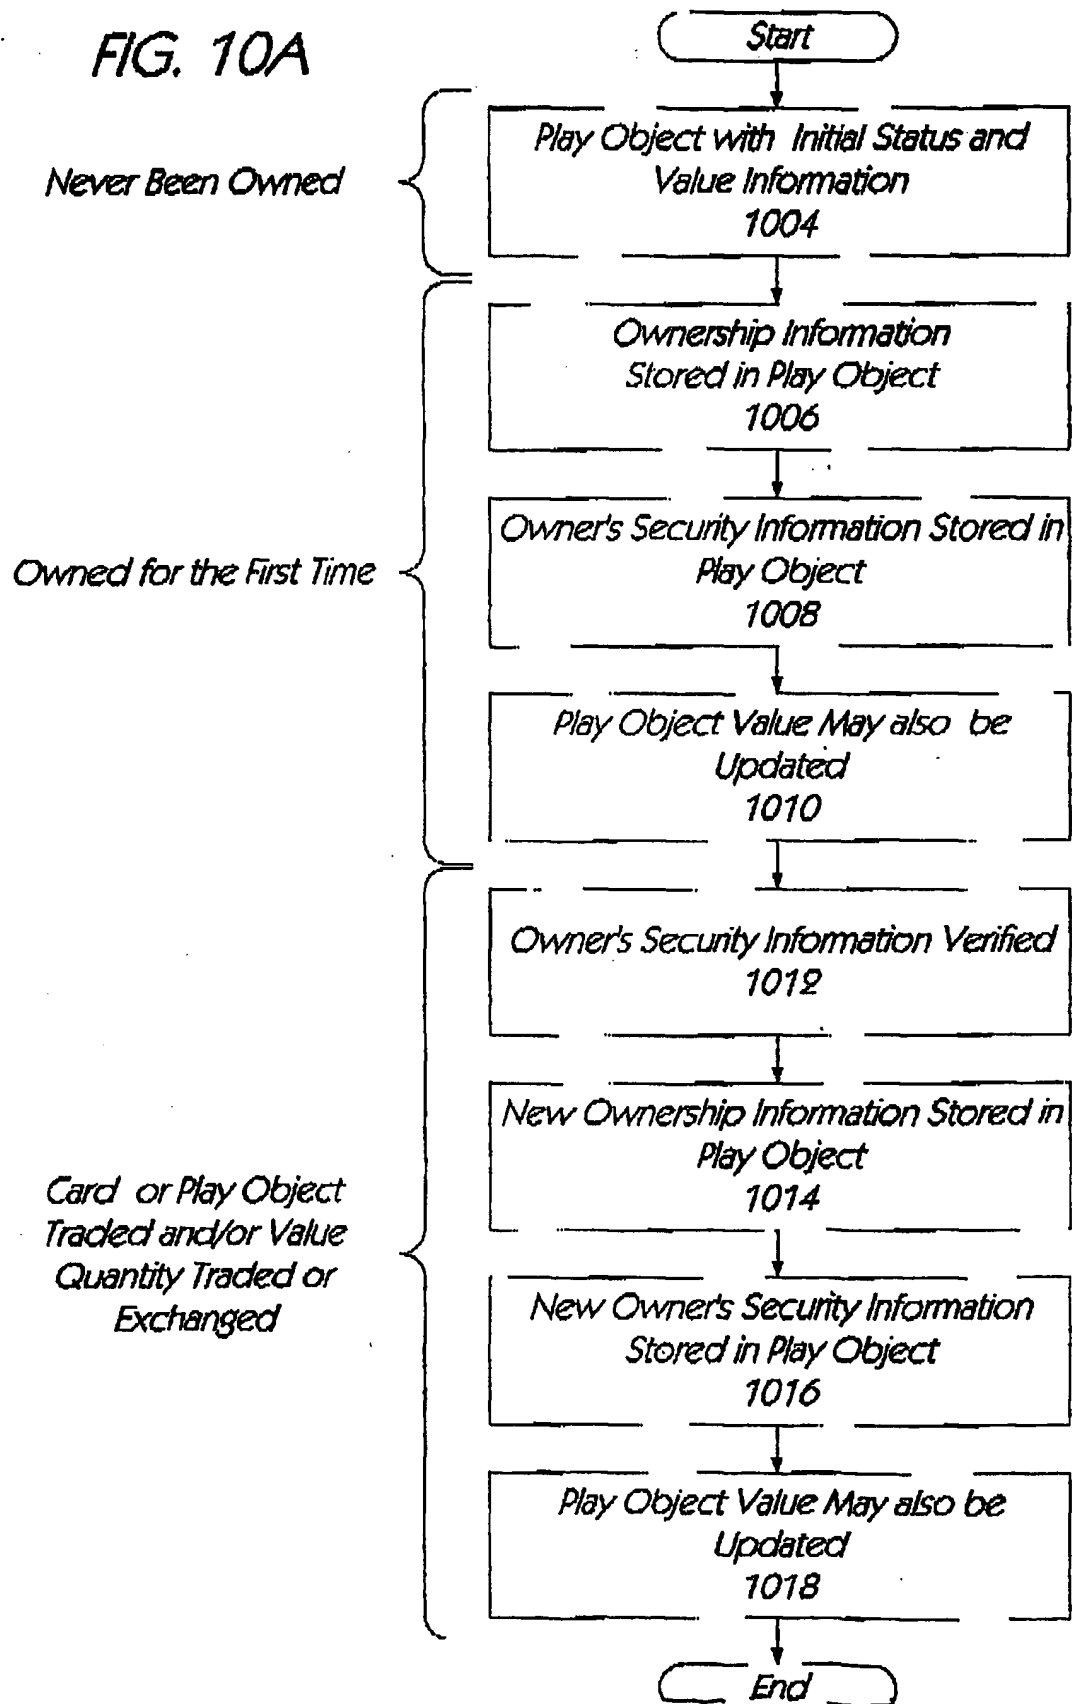 FIG. 10A
Start
Never Been Owned
Play Object with Initial Status and
Value Information
1004
Ownership Information
Stored in Play Object
1006
Owned for the First Time
Owner's Security Information Stored in
Play Object
1008
Play Object Value May also be
Updated
1010
Owner's Security Information Verified
1012
New Ownership Information Stored in
Play Object
1014
Card or Play Object
Traded and/or Value
Quantity Traded or
Exchanged
New Owner's Security Information
Stored in Play Object
1016
Play Object Value May also be
Updated
1018
End